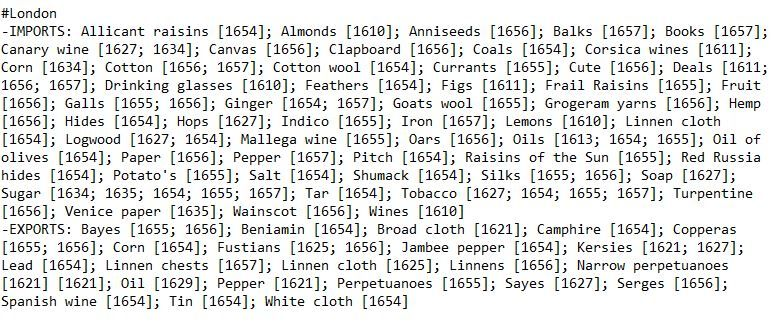 #London
-IMPORTS: Allicant raisins [1654]; Almonds [1610]; Anniseeds [1656]; Balks [1657]; Books [1657];
Canary wine [1627; 1634]; Canvas [1656]; Clapboard [1656]; Coals [1654]; Corsica wines [1611];
Corn [1634]; Cotton [1656; 1657]; Cotton wool [1654]; Currants [1655]; Cute [1656]; Deals [1611;
1656; 1657]; Drinking glasses [1610]; Feathers [1654]; Figs [1611]; Frail Raisins [1655]; Fruit
[1656]; Galls [1655; 1656]; Ginger [1654; 1657]; Goats wool [1655]; Grogeram yarns [1656]; Hemp
[1656]; Hides [1654]; Hops [1627]; Indico [1655]; Iron [1657]; Lemons [1610]; Linnen cloth
[1654]; Logwood [1627; 1654]; Mallega wine [1655]; Oars [1656]; Oils [1613; 1654; 1655]; Oil of
olives [1654]; Paper [1656]; Pepper [1657]; Pitch [1654]; Raisins of the Sun [1655]; Red Russia
hides [1654]; Potato's [1655]; Salt [1654]; Shumack [1654]; Silks [1655; 1656]; Soap [1627];
Sugar [1634; 1635; 1654; 1655; 1657]; Tar [1654]; Tobacco [1627; 1654; 1655; 1657]; Turpentine
[1656]; Venice paper [1635]; Wainscot [1656]; Wines [1610]
-EXPORTS: Bayes [1655; 1656]; Beniamin [1654]; Broad cloth [1621]; Camphire [1654]; Copperas
[1655; 1656]; Corn [1654]; Fustians [1625; 1656]; Jambee pepper [1654]; Kersies [1621; 1627];
Lead [1654]; Linnen chests [1657]; Linnen cloth [1625]; Linnens [1656]; Narrow perpetuanoes
[1621] [1621]; Oil [1629]; Pepper [1621]; Perpetuanoes [1655]; Sayes [1627]; Serges [1656];
Spanish wine [1654]; Tin [1654]; White cloth [1654]